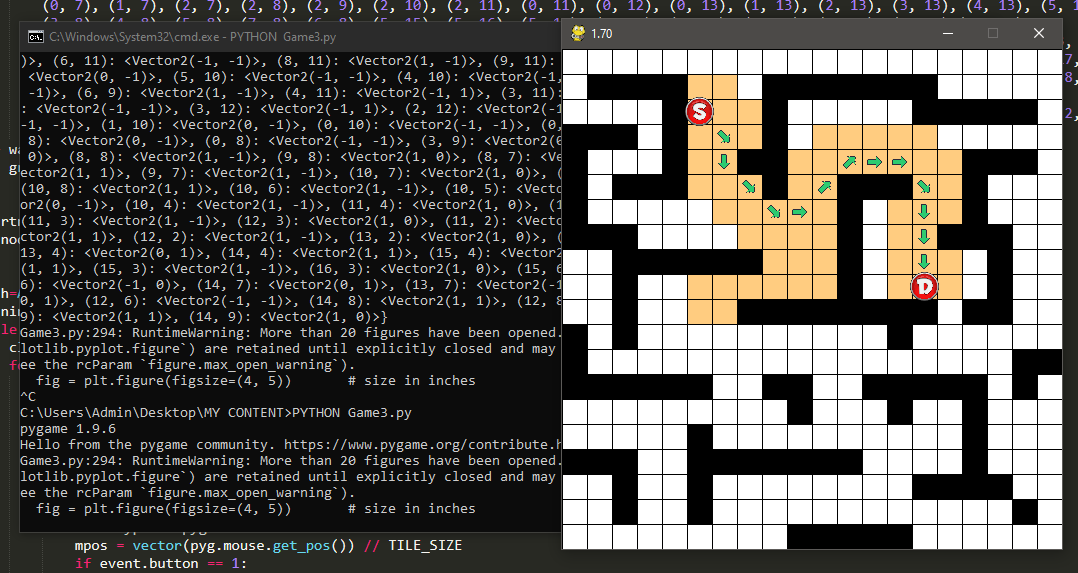 (0, 7), (1, 7), (2, 7), (2, 8), (2, 9), (2, 10), (2, 11), (0, 11), (0, 12), (0, 13), (1, 13), (2, 13), (3, 13), (4, 13), (5, 1
C:\Windows\System32\cmd.exe - PYTHON Game3.py
1.70
)>, (6, 11): <Vector2(-1, -1)>, (8, 11): <Vector2(1, -1)>, (9, 11):
<Vector2(0, -1)>, (5, 10): <Vector2(-1, -1)>, (4, 10): <Vector2(-1,
-1)>, (6, 9): <Vector2(1, -1)>, (4, 11): <Vector2(-1, 1)>, (3, 11):
<Vector2(-1, -1)>, (3, 12): <Vector2(-1, 1)>, (2, 12): <Vector2(-
-1, -1)>, (1, 10): <Vector2(0, -1)>, (0, 10): <Vector2(-1, -1)>, (0,
8): <Vector2(0, -1)>, (0, 8): <Vector2(-1, -1)>, (3, 9): <Vector2(
0)>, (8, 8): <Vector2(1, -1)>, (9, 8): <Vector2(1, 0)>, (8, 7): <V
ector2(1, 1)>, (9, 7): <Vector2(1, -1)>, (10, 7): <Vector2(1, 0)>, (
(10, 8): <Vector2(1, 1)>, (10, 6): <Vector2(1, -1)>, (10, 5): <Vect
or2(0, -1)>, (10, 4): <Vector2(1, -1)>, (11, 4): <Vector2(1, 0)>, (1
(11, 3): <Vector2(1, -1)>, (12, 3): <Vector2(1, 0)>, (11, 2): <Vect
ctor2(1, 1)>, (12, 2): <Vector2(1, -1)>, (13, 2): <Vector2(1, 0)>, (
13, 4): <Vector2(0, 1)>, (14, 4): <Vector2(1, 1)>, (15, 4): <Vector
(1, 1)>, (15, 3): <Vector2(1, -1)>, (16, 3): <Vector2(1, 0)>, (15, 6
6): <Vector2(-1, 0)>, (14, 7): <Vector2(0, 1)>, (13, 7): <Vector2(-
0, 1)>, (12, 6): <Vector2(-1, -1)>, (14, 8): <Vector2(1, 1)>, (12, 8
9): <Vector2(1, 1)>, (14, 9): <Vector2(1, 0)>}
Game3.py:294: RuntimeWarning: More than 20 figures have been opened.
lotlib.pyplot.figure`) are retained until explicitly closed and may
ee the rcParam `figure.max_open_warning`).
fig = plt.figure(figsize=(4, 5)) # size in inches
^C
C:\Users\Admin\Desktop\MY CONTENT>PYTHON Game3.py
pygame 1.9.6
Hello from the pygame community. https://www.pygame.org/contribute.h
Game3.py:294: RuntimeWarning: More than 20 figures have been opened.
lotlib.pyplot.figure`) are retained until explicitly closed and may
ee the rcParam `figure.max_open_warning`).
fig = plt.figure(figsize=(4, 5)) # size in inches
S
D
mpos = vector(pyg.mouse.get_pos()) // TILE_SIZE
if event.button == 1: